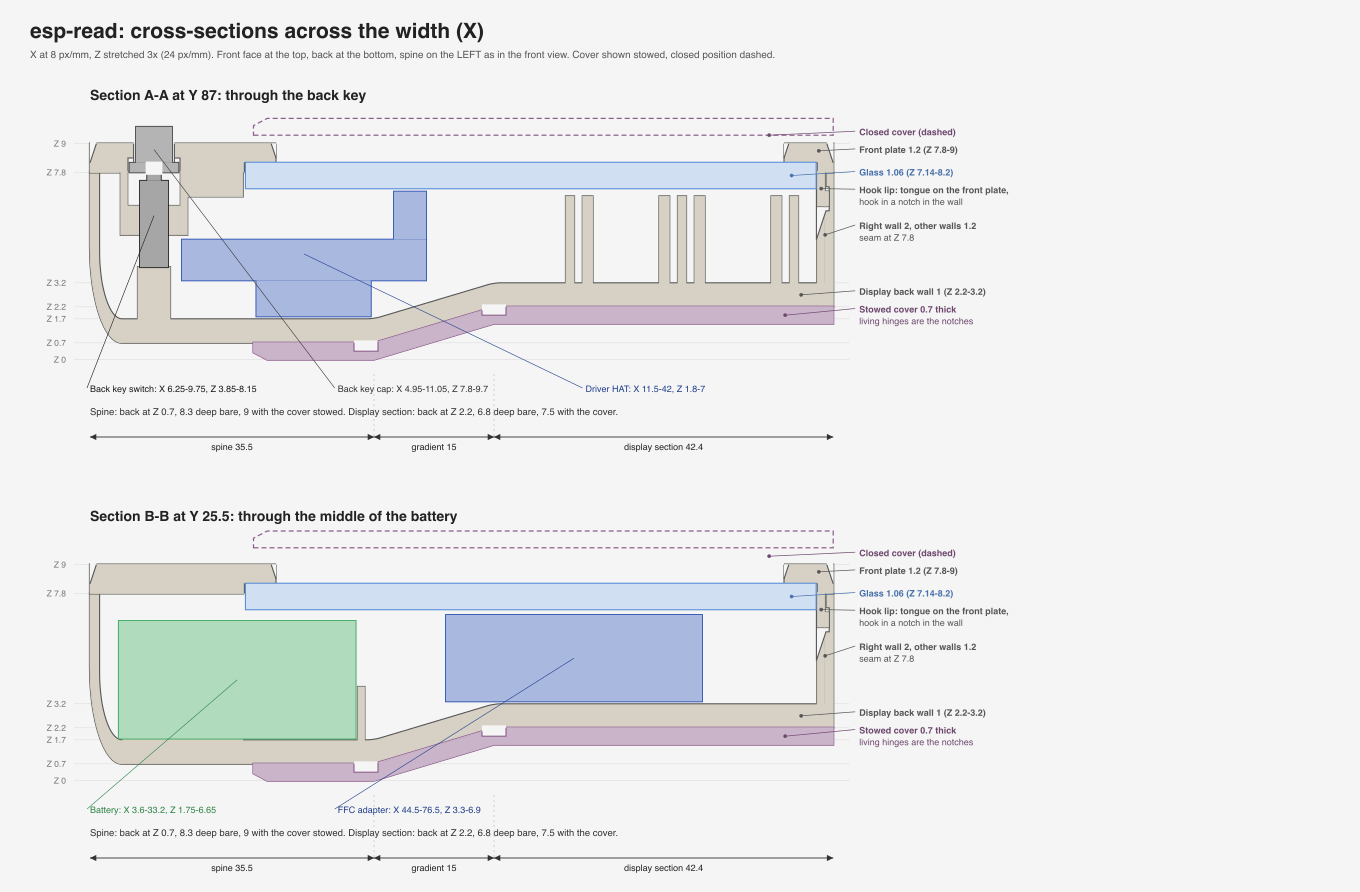 esp-read: cross-sections across the width (X)
X at 8 px/mm, Z stretched 3x (24 px/mm). Front face at the top, back at the bottom, spine on the LEFT as in the front view. Cover shown stowed, closed position dashed.
Section A-A at Y 87: through the back key
Closed cover (dashed)
Z 9
Front plate 1.2 (Z 7.8-9)
Z 7.8
Glass 1.06 (Z 7.14-8.2)
Hook lip: tongue on the front plate,
hook in a notch in the wall
Right wall 2, other walls 1.2
seam at Z 7.8
Z 3.2
Display back wall 1 (Z 2.2-3.2)
Z 2.2
Stowed cover 0.7 thick
Z 1.7
living hinges are the notches
Z 0.7
Z 0
Back key switch: X 6.25-9.75, Z 3.85-8.15
Back key cap: X 4.95-11.05, Z 7.8-9.7
Driver HAT: X 11.5-42, Z 1.8-7
Spine: back at Z 0.7, 8.3 deep bare, 9 with the cover stowed. Display section: back at Z 2.2, 6.8 deep bare, 7.5 with the cover.
spine 35.5
gradient 15
display section 42.4
Section B-B at Y 25.5: through the middle of the battery
Closed cover (dashed)
Z 9
Front plate 1.2 (Z 7.8-9)
Z 7.8
Glass 1.06 (Z 7.14-8.2)
Hook lip: tongue on the front plate,
hook in a notch in the wall
Right wall 2, other walls 1.2
seam at Z 7.8
Z 3.2
Display back wall 1 (Z 2.2-3.2)
Z 2.2
Stowed cover 0.7 thick
Z 1.7
living hinges are the notches
Z 0.7
Z 0
Battery: X 3.6-33.2, Z 1.75-6.65
FFC adapter: X 44.5-76.5, Z 3.3-6.9
Spine: back at Z 0.7, 8.3 deep bare, 9 with the cover stowed. Display section: back at Z 2.2, 6.8 deep bare, 7.5 with the cover.
spine 35.5
gradient 15
display section 42.4